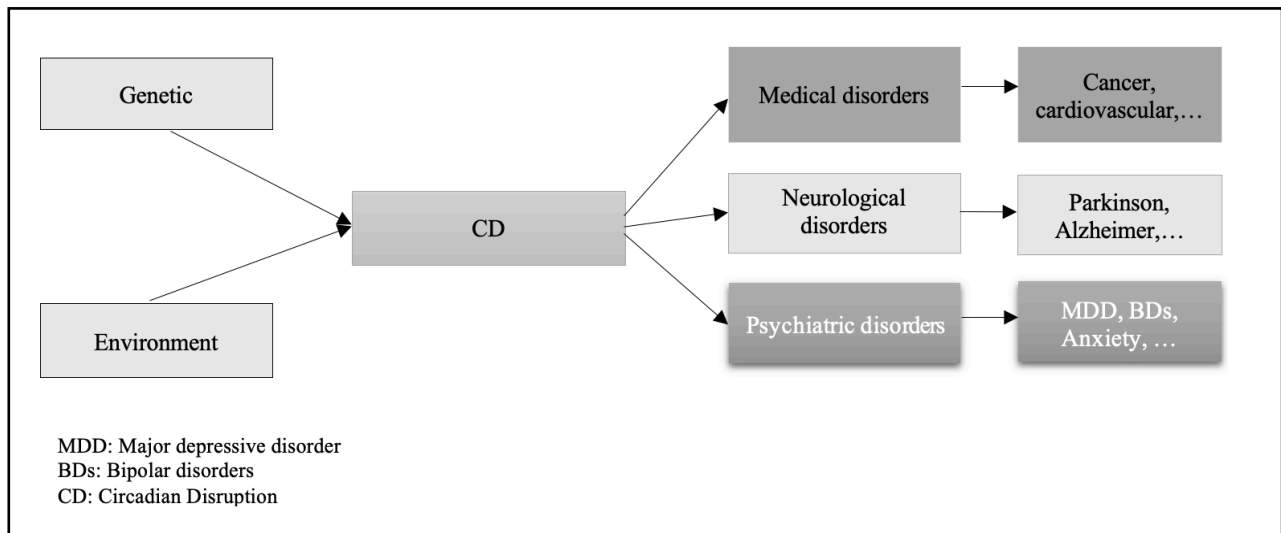 Genetic
Environment
CD
Medical disorders
Cancer,
cardiovascular,…
Neurological
disorders
Parkinson,
Alzheimer,…
Psychiatric disorders
MDD, BDs,
Anxiety, …
MDD: Major depressive disorder
BDs: Bipolar disorders
CD: Circadian Disruption